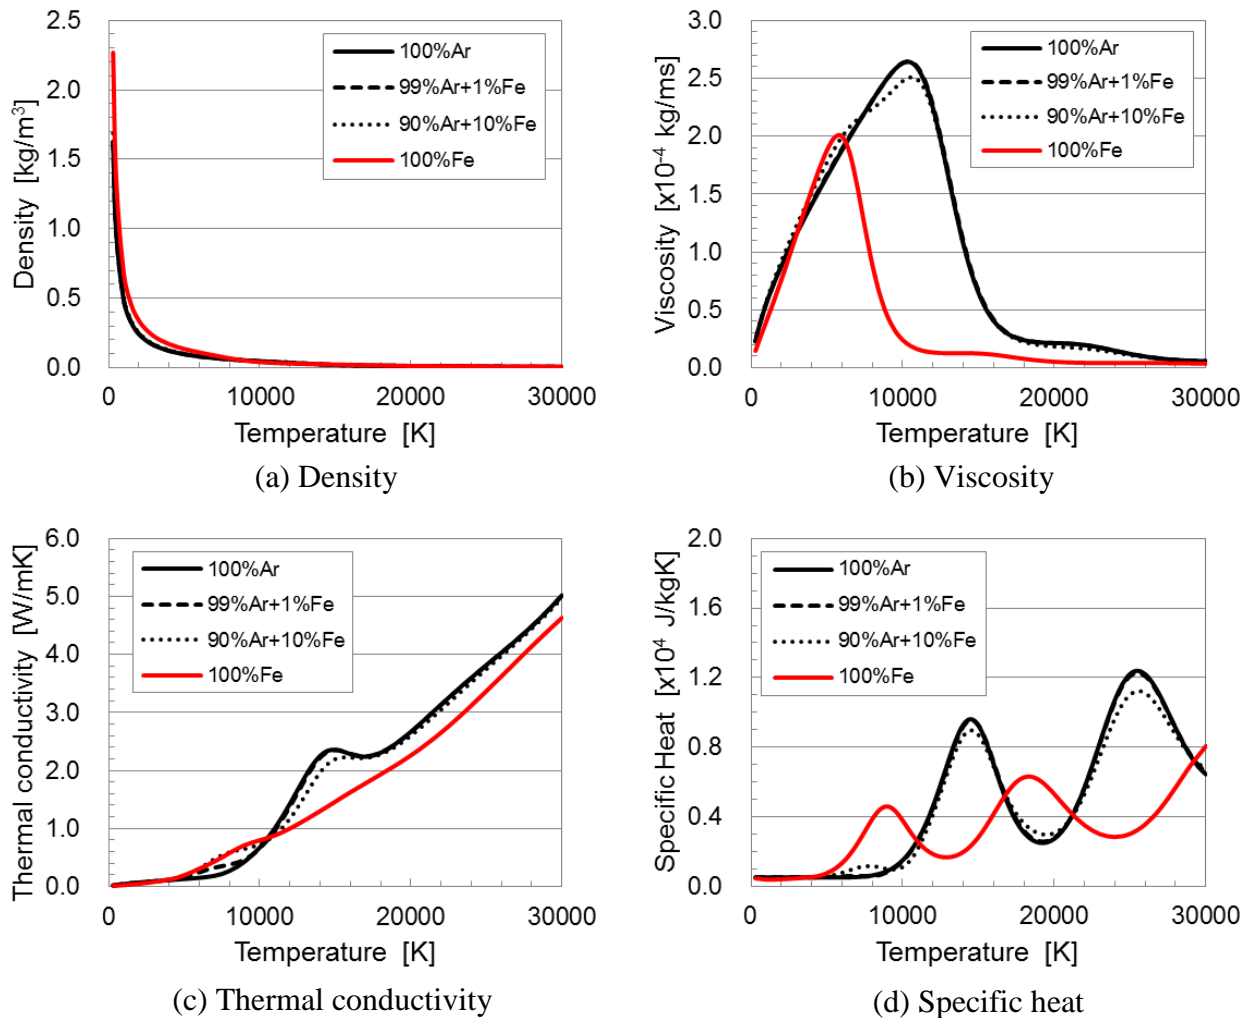 Density [kg/m³]
2.5
2.0
1.5
1.0
0.5
0.0
100%Ar
99%Ar+1%Fe
90%Ar+10%Fe
100%Fe
0 10000 20000 30000
Temperature [K]
(a) Density
Viscosity [x10⁻⁴ kg/ms]
3.0
2.5
2.0
1.5
1.0
0.5
0.0
100%Ar
99%Ar+1%Fe
90%Ar+10%Fe
100%Fe
0 10000 20000 30000
Temperature [K]
(b) Viscosity
Thermal conductivity [W/mK]
6.0
5.0
4.0
3.0
2.0
1.0
0.0
100%Ar
99%Ar+1%Fe
90%Ar+10%Fe
100%Fe
0 10000 20000 30000
Temperature [K]
(c) Thermal conductivity
Specific Heat [x10⁴ J/kgK]
2.0
1.6
1.2
0.8
0.4
0.0
100%Ar
99%Ar+1%Fe
90%Ar+10%Fe
100%Fe
0 10000 20000 30000
Temperature [K]
(d) Specific heat